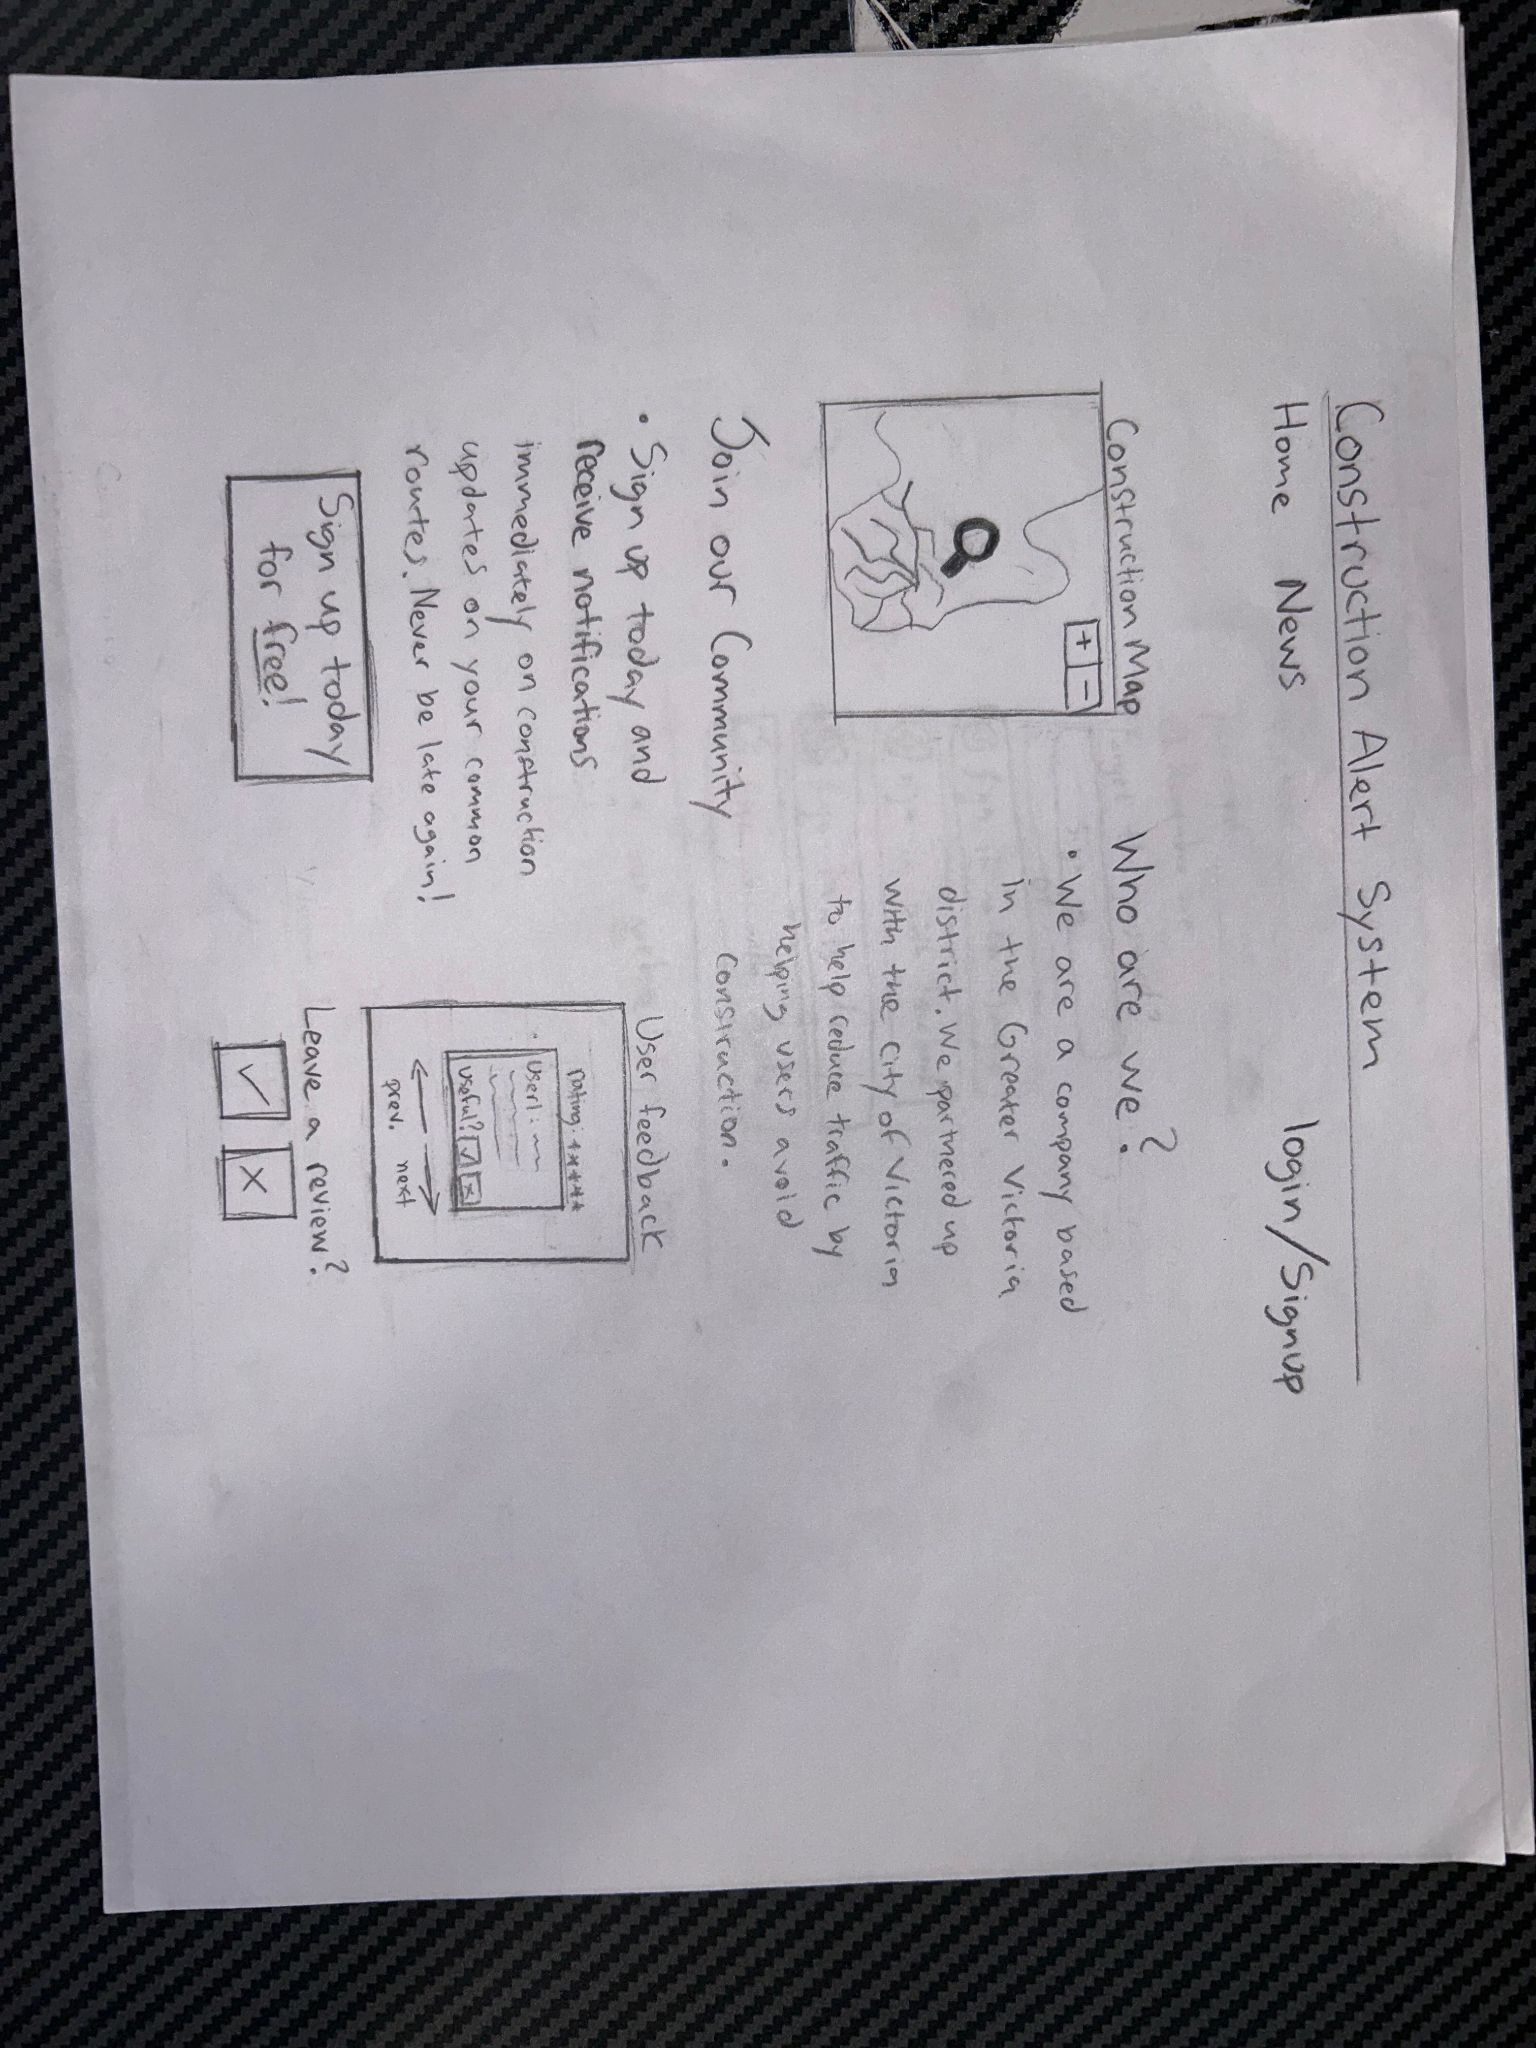 Construction Alert System
Home News login/Signup
Construction Map
+ -
Who are we?
• We are a company based
in the Greater Victoria
district. We partnered up
with the city of Victoria
to help reduce traffic by
helping users avoid
construction.
Join our Community
• Sign up today and
receive notifications
immediately on construction
updates on your common
routes. Never be late again!
Sign up today
for free!
User feedback
rating:
User1:
Useful? ✓ x
prev. next
Leave a review?
✓ X